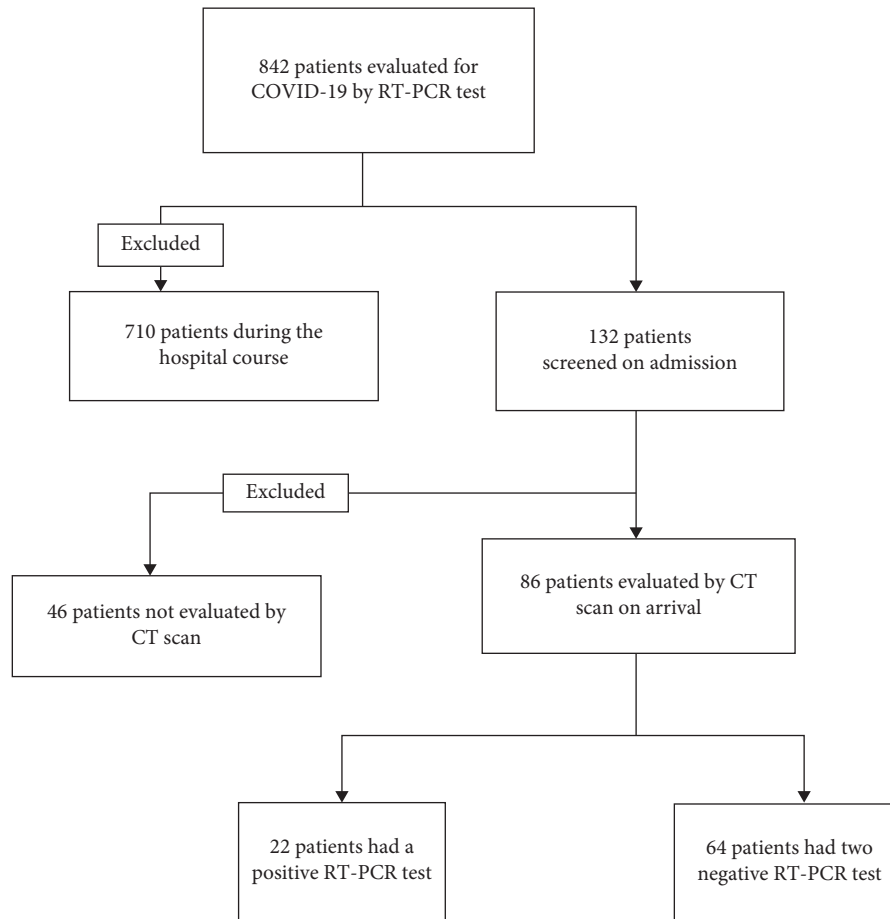 842 patients evaluated for
COVID-19 by RT-PCR test
Excluded
710 patients during the
hospital course
132 patients
screened on admission
Excluded
46 patients not evaluated by
CT scan
86 patients evaluated by CT
scan on arrival
22 patients had a
positive RT-PCR test
64 patients had two
negative RT-PCR test